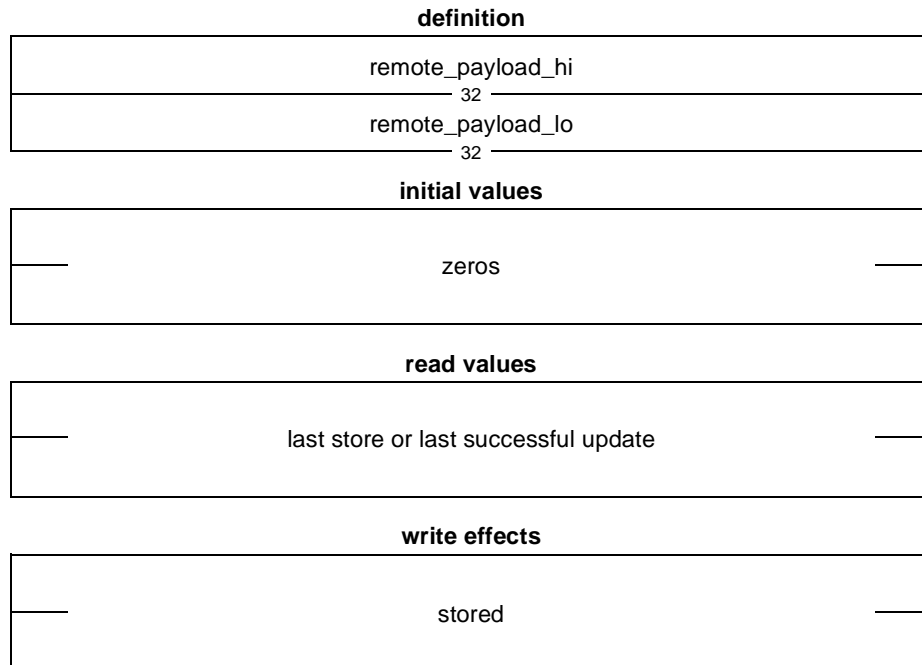 definition
remote_payload_hi
32
remote_payload_lo
32
initial values
zeros
read values
last store or last successful update
write effects
stored